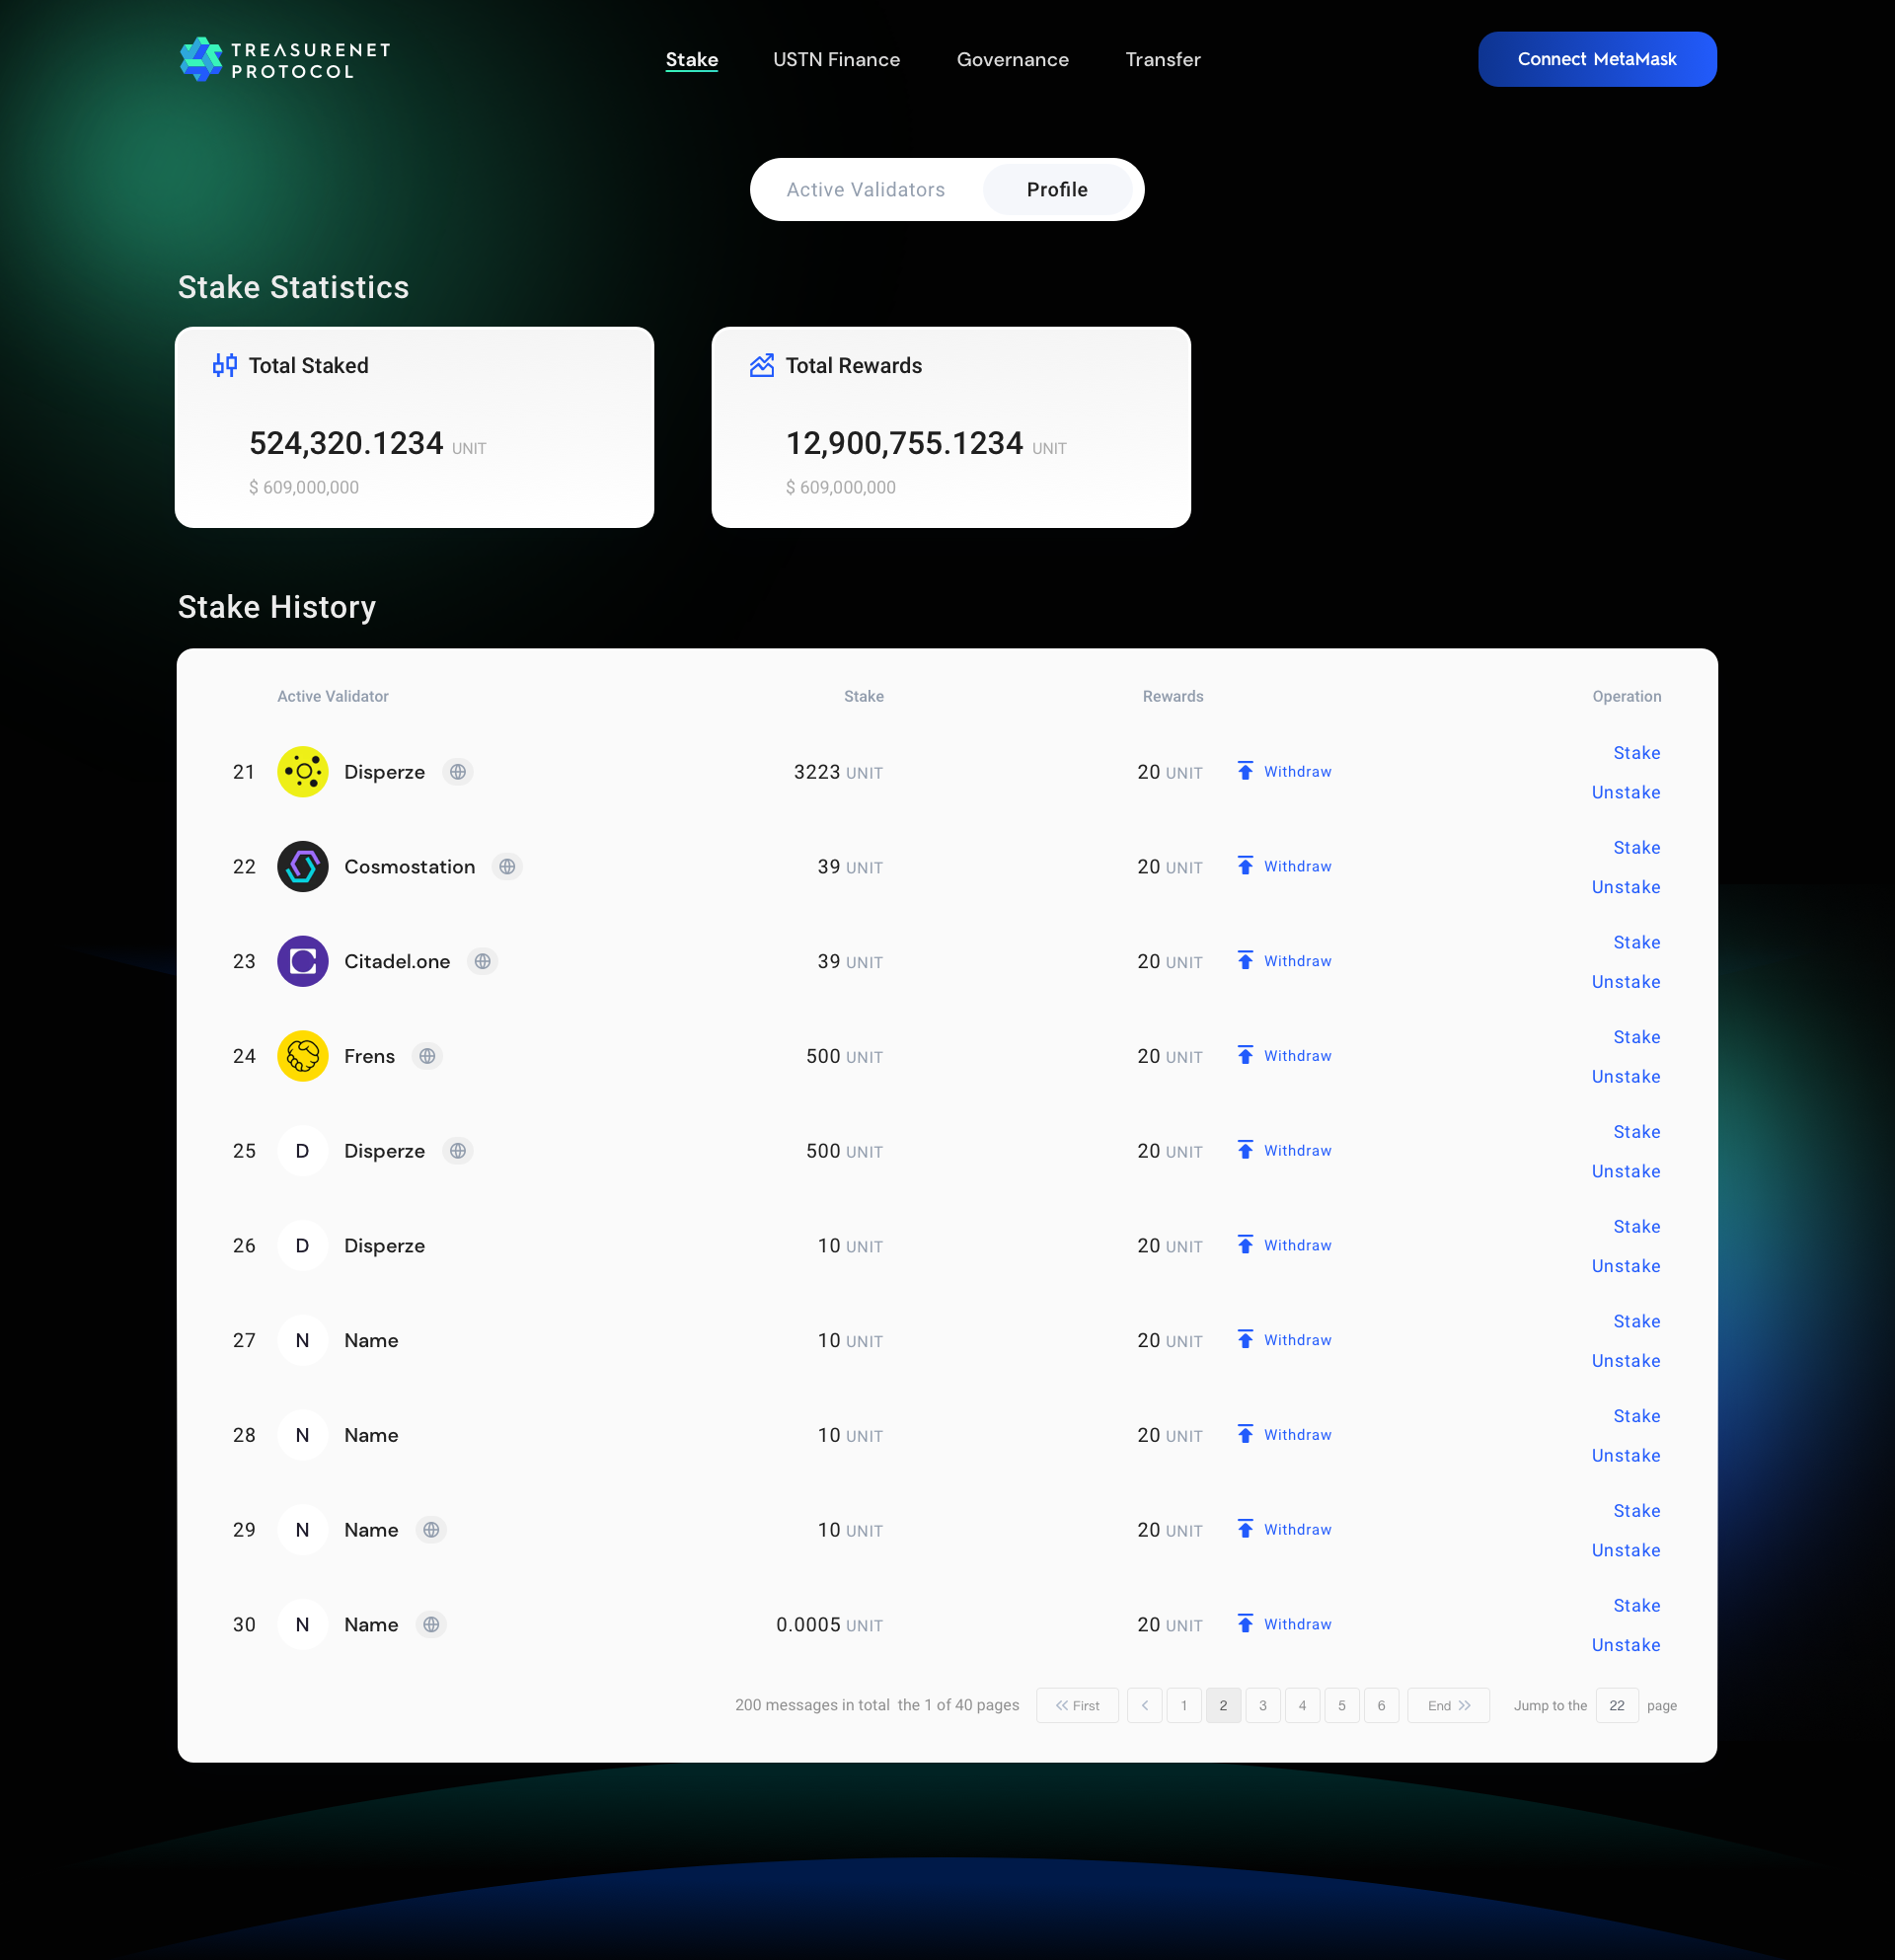 TREASURENET
PROTOCOL
Stake USTN Finance Governance Transfer
Connect MetaMask
Active Validators Profile
Stake Statistics
Total Staked
524,320.1234 UNIT
$ 609,000,000
Total Rewards
12,900,755.1234 UNIT
$ 609,000,000
Stake History
Active Validator Stake Rewards Operation
21 Disperze 3223 UNIT 20 UNIT Withdraw Stake
Unstake
22 Cosmostation 39 UNIT 20 UNIT Withdraw Stake
Unstake
23 Citadel.one 39 UNIT 20 UNIT Withdraw Stake
Unstake
24 Frens 500 UNIT 20 UNIT Withdraw Stake
Unstake
25 D Disperze 500 UNIT 20 UNIT Withdraw Stake
Unstake
26 D Disperze 10 UNIT 20 UNIT Withdraw Stake
Unstake
27 N Name 10 UNIT 20 UNIT Withdraw Stake
Unstake
28 N Name 10 UNIT 20 UNIT Withdraw Stake
Unstake
29 N Name 10 UNIT 20 UNIT Withdraw Stake
Unstake
30 N Name 0.0005 UNIT 20 UNIT Withdraw Stake
Unstake
200 messages in total the 1 of 40 pages First 1 2 3 4 5 6 End Jump to the 22 page